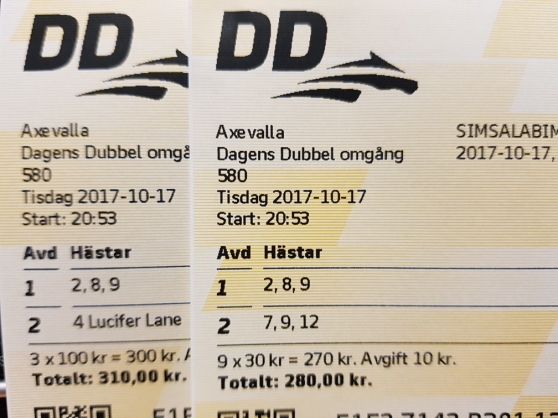 DD
Axevalla
Dagens Dubbel omgå
580
Tisdag 2017-10-17
Start: 20:53
Avd Hästar
1 2, 8, 9
2 4 Lucifer Lane
3 x 100 kr = 300 kr. A
Totalt: 310,00 kr.
DD
Axevalla SIMSALABIM
Dagens Dubbel omgång 2017-10-17,
580
Tisdag 2017-10-17
Start: 20:53
Avd Hästar
1 2, 8, 9
2 7, 9, 12
9 x 30 kr = 270 kr. Avgift 10 kr.
Totalt: 280,00 kr.